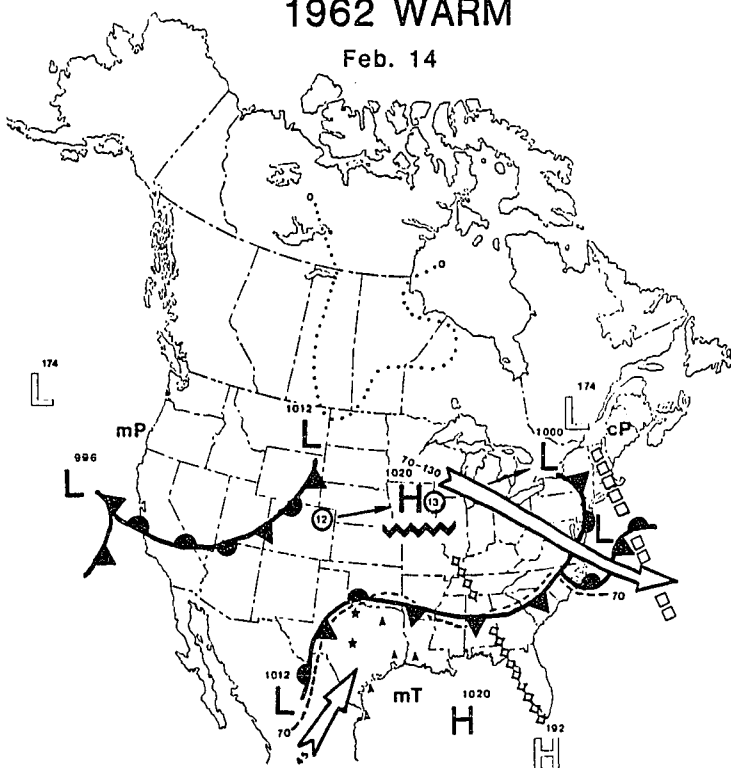 1962 WARM
Feb. 14
174
L
174
L
mP
1012
L
1000
L
cP
996
L
70-130
1020
H
13
12
L
70
1012
L
mT
1020
H
70
192
H